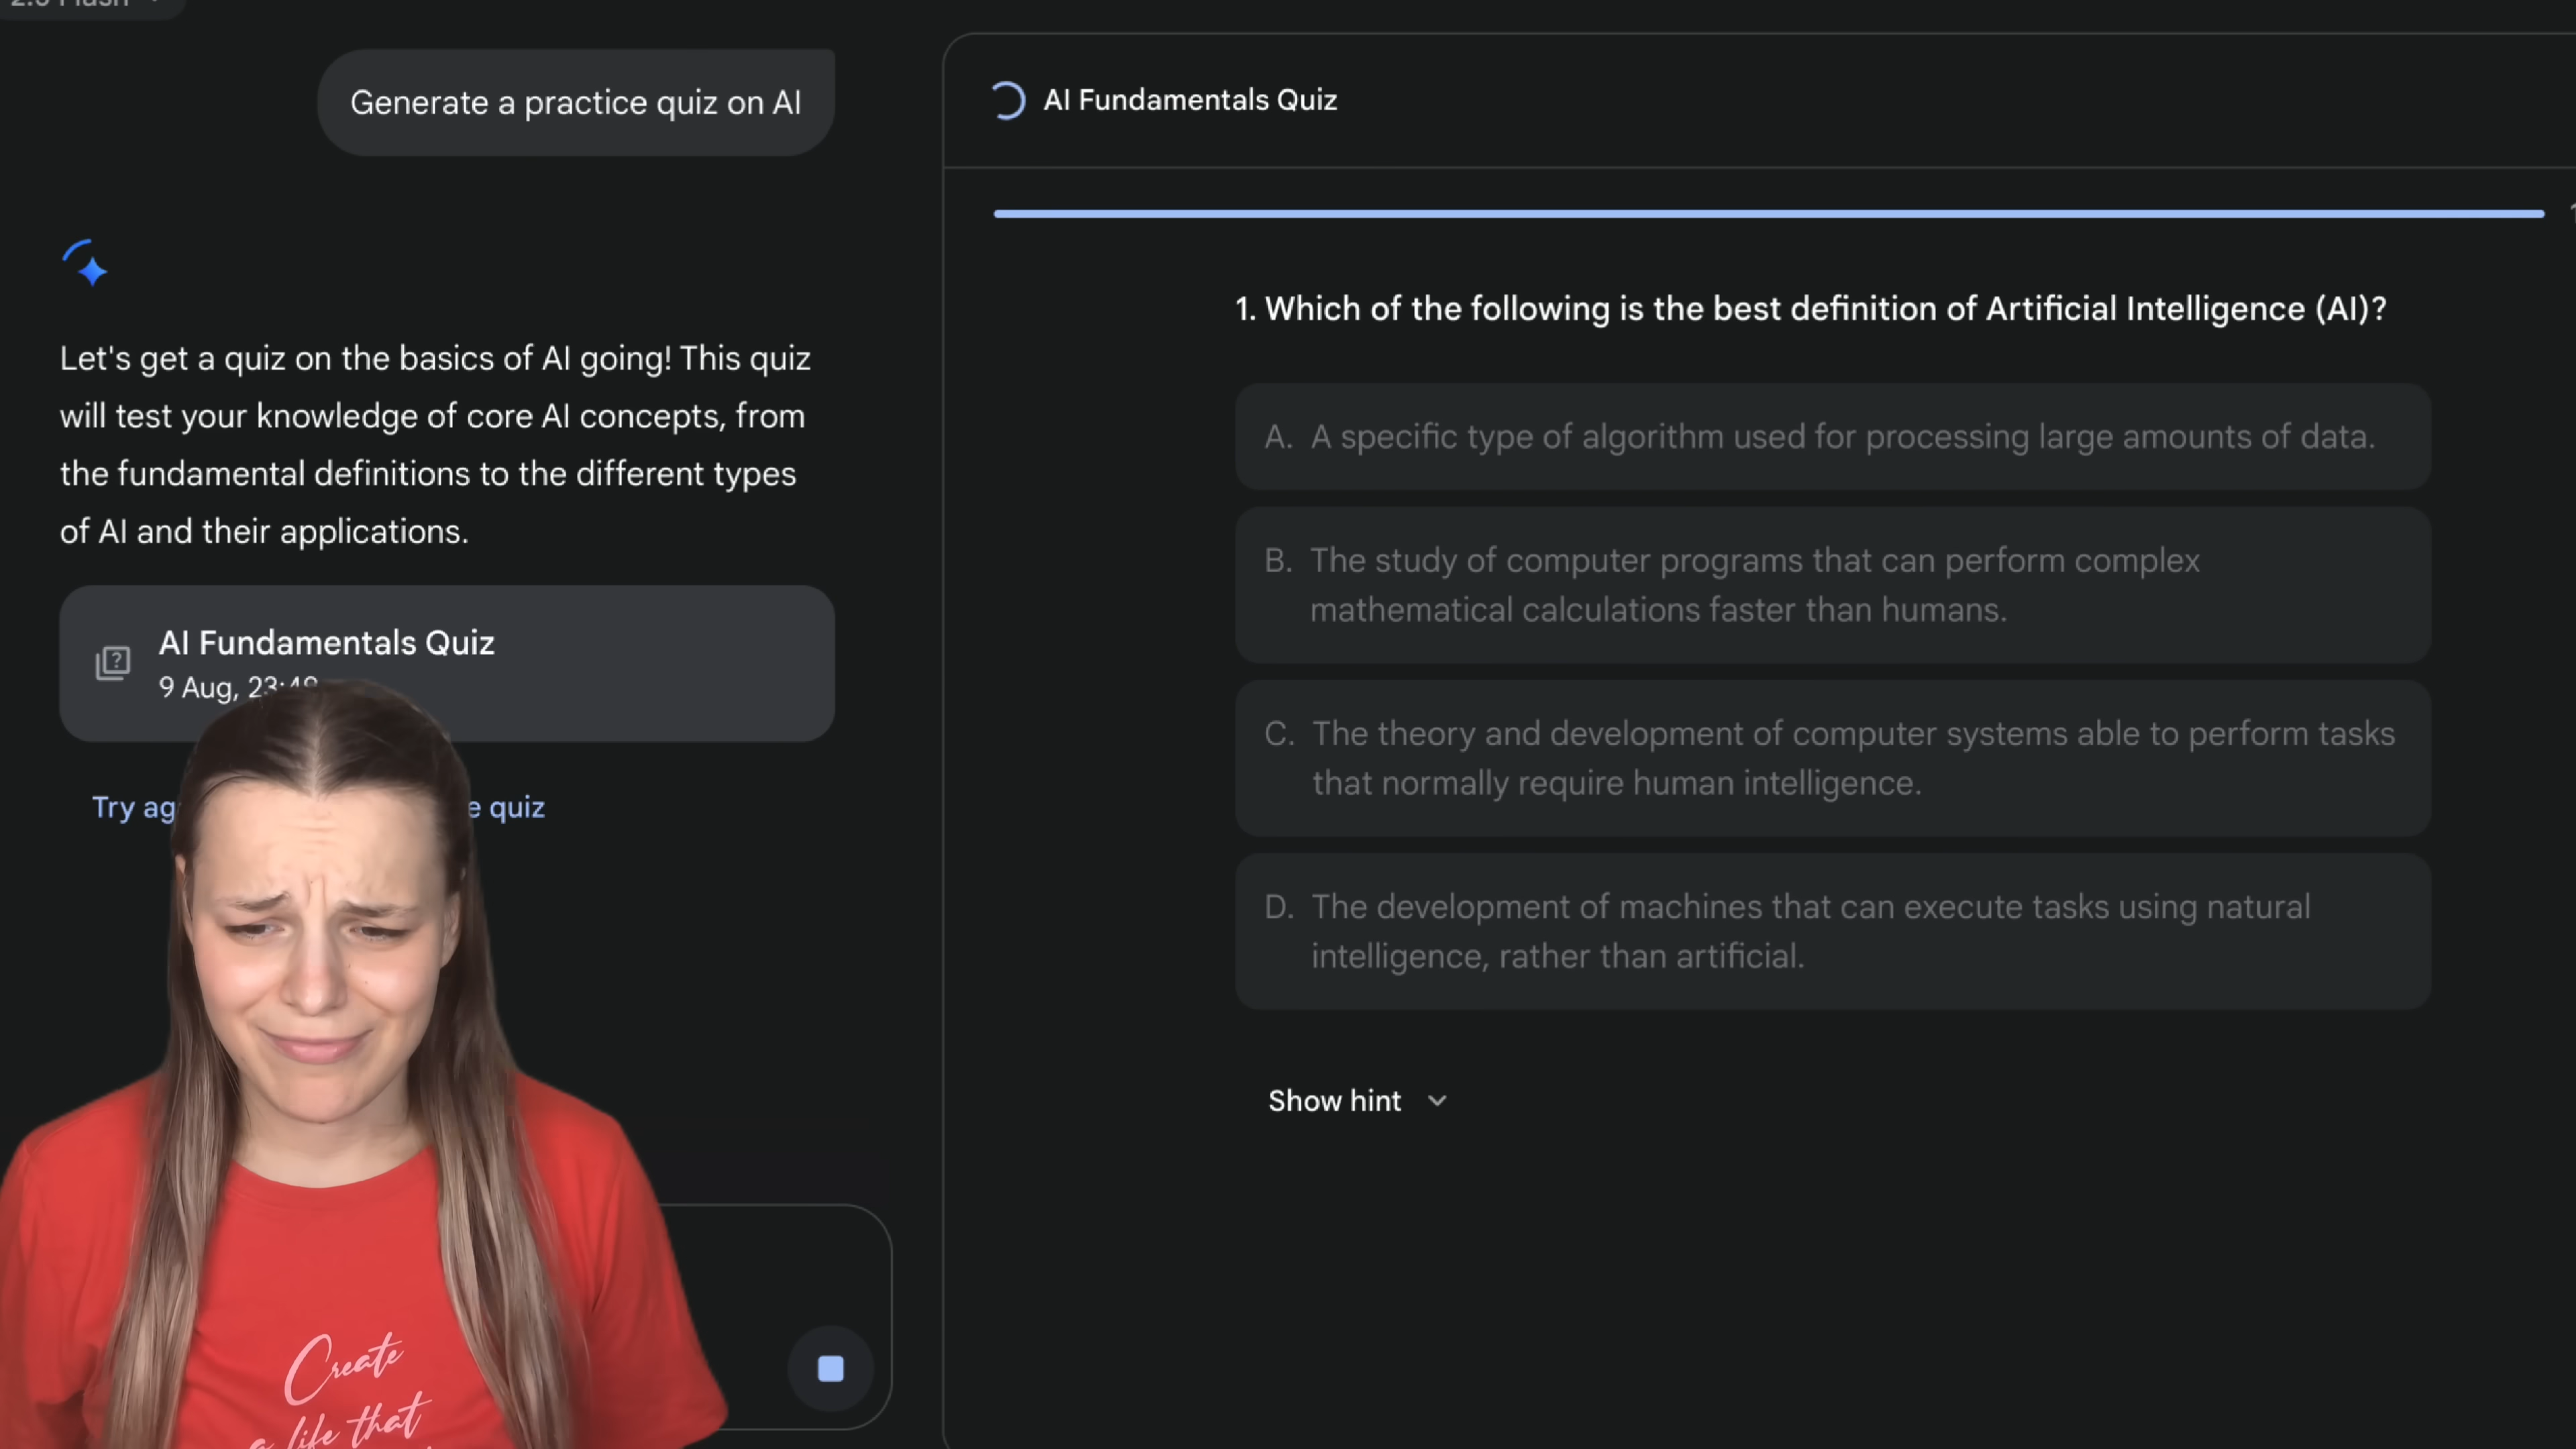 Generate a practice quiz on AI
Let's get a quiz on the basics of AI going! This quiz
will test your knowledge of core AI concepts, from
the fundamental definitions to the different types
of AI and their applications.
AI Fundamentals Quiz
9 Aug,
Try
quiz
Create
life that
AI Fundamentals Quiz
1. Which of the following is the best definition of Artificial Intelligence (AI)?
A. A specific type of algorithm used for processing large amounts of data.
B. The study of computer programs that can perform complex
mathematical calculations faster than humans.
C. The theory and development of computer systems able to perform tasks
that normally require human intelligence.
D. The development of machines that can execute tasks using natural
intelligence, rather than artificial.
Show hint